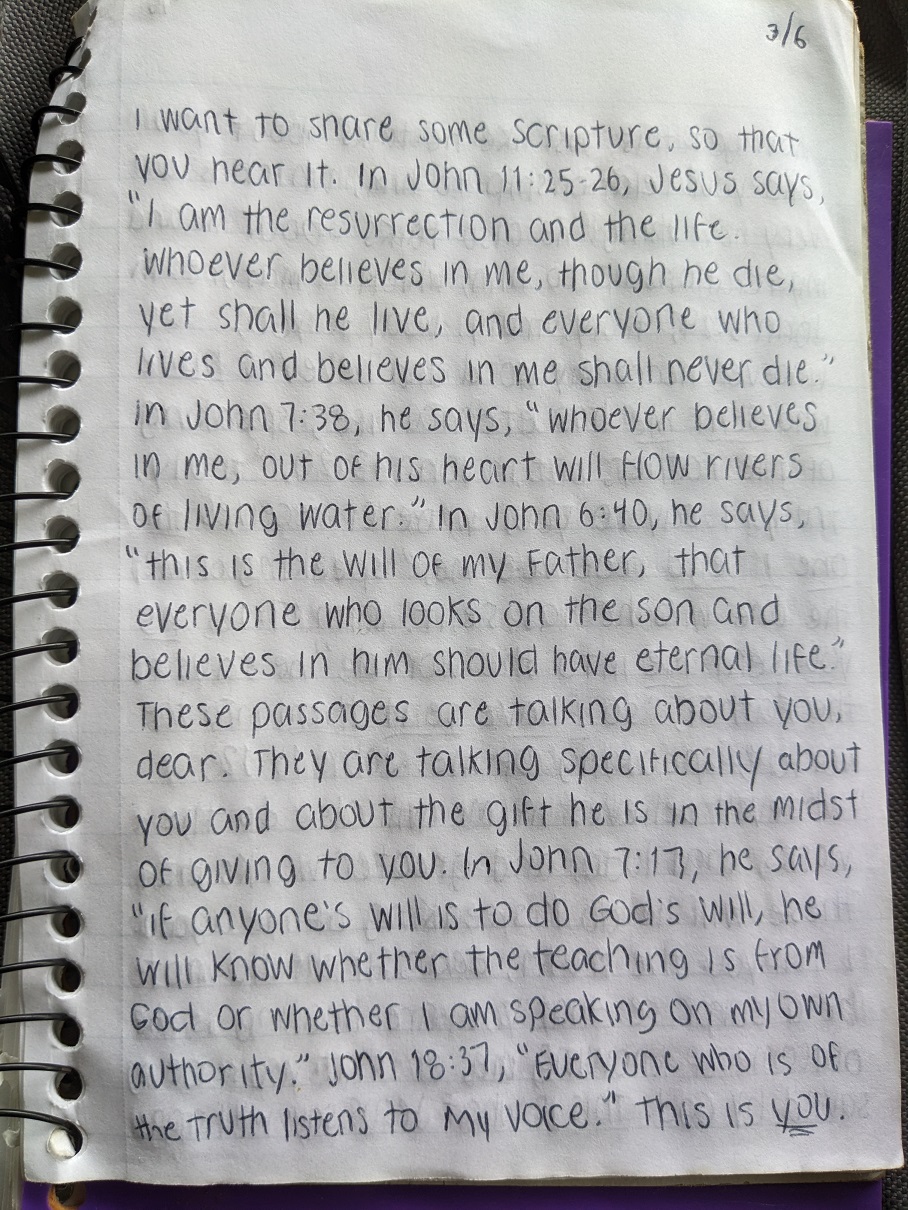 3/6
I want to share some scripture, so that
you hear it. In John 11:25-26, Jesus says,
"I am the resurrection and the life.
Whoever believes in me, though he die,
yet shall he live, and everyone who
lives and believes in me shall never die."
In John 7:38, he says, "whoever believes
in me, out of his heart will flow rivers
of living water." In John 6:40, he says,
"this is the will of my Father, that
everyone who looks on the son and
believes in him should have eternal life."
These passages are talking about you,
dear. They are talking specifically about
you and about the gift he is in the midst
of giving to you. In John 7:17, he says,
"if anyone's will is to do God's will, he
will know whether the teaching is from
God or whether I am speaking on my own
authority." John 18:37, "Everyone who is of
the truth listens to my voice." This is you.